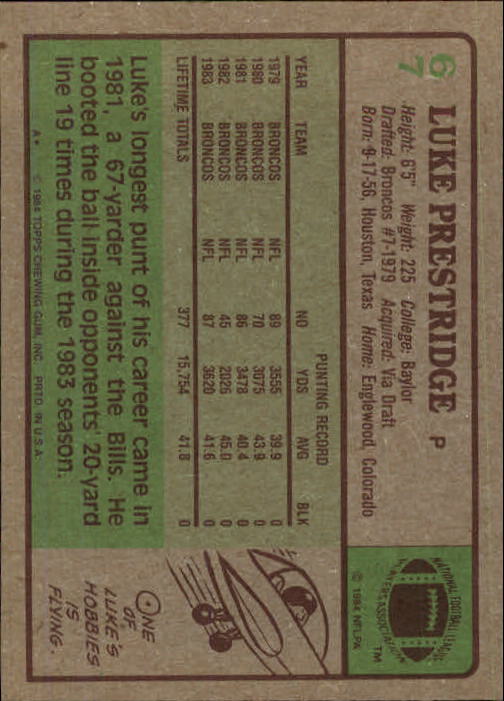 67
LUKE PRESTRIDGE P
Height: 6'5" Weight: 225 College: Baylor
Drafted: Broncos #7-1979 Acquired: Via Draft
Born: 9-17-56, Houston, Texas Home: Englewood, Colorado
NATIONAL FOOTBALL LEAGUE
PLAYERS ASSOCIATION
TM
© 1984 NFLPA
PUNTING RECORD
YEAR TEAM NO YDS AVG BLK
1979 BRONCOS NFL 89 3555 39.9 0
1980 BRONCOS NFL 70 3075 43.9 0
1981 BRONCOS NFL 86 3478 40.4 0
1982 BRONCOS NFL 45 2026 45.0 0
1983 BRONCOS NFL 87 3620 41.6 0
LIFETIME TOTALS 377 15,754 41.8 0
Luke's longest punt of his career came in
1981, a 67-yarder against the Bills. He
booted the ball inside opponents' 20-yard
line 19 times during the 1983 season.
ONE
OF
LUKE'S
HOBBIES
IS
FLYING.
A* © 1984 TOPPS CHEWING GUM, INC. PRTD. IN U.S.A.